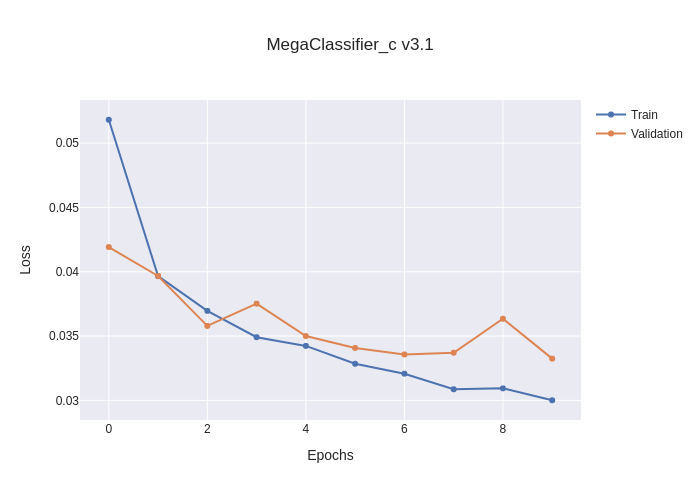 MegaClassifier_c v3.1
Train
Validation
0.05
0.045
0.04
0.035
0.03
Loss
0 2 4 6 8
Epochs